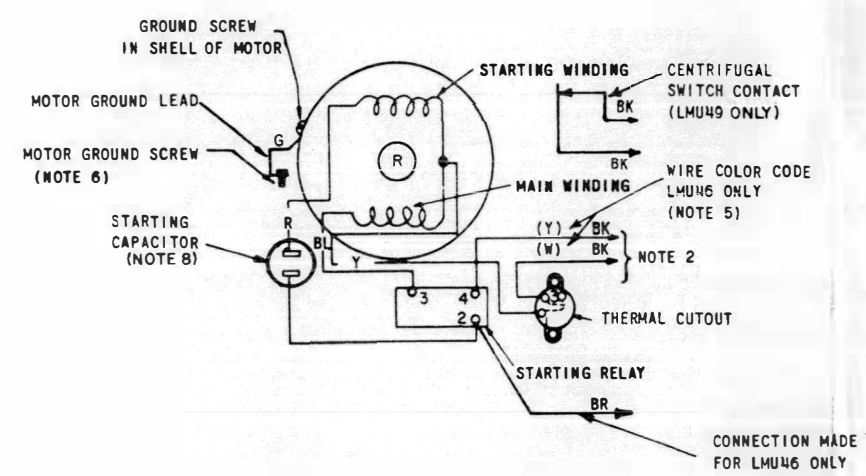 GROUND SCREW
IN SHELL OF MOTOR
STARTING WINDING
CENTRIFUGAL
SWITCH CONTACT
(LMU49 ONLY)
BK
MOTOR GROUND LEAD
G
MOTOR GROUND SCREW
(NOTE 6)
R
BK
WIRE COLOR CODE
LMU46 ONLY
(NOTE 5)
MAIN WINDING
STARTING
CAPACITOR
(NOTE 8)
R
BL
Y
(Y)
BK
(W)
BK
NOTE 2
3
4
2
3
THERMAL CUTOUT
STARTING RELAY
BR
CONNECTION MADE
FOR LMU46 ONLY